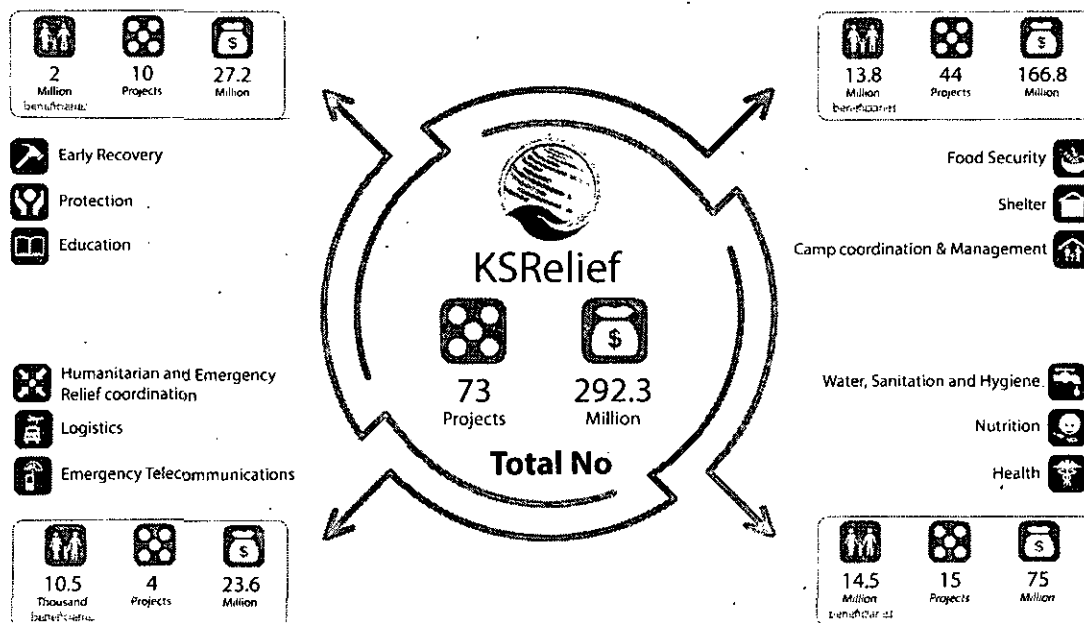 2
Million
beneficiaries
10
Projects
27.2
Million
Early Recovery
Protection
Education
13.8
Million
beneficiaries
44
Projects
166.8
Million
Food Security
Shelter
Camp coordination & Management
KSRelief
73
Projects
$
292.3
Million
Total No
Humanitarian and Emergency
Relief coordination
Logistics
Emergency Telecommunications
10.5
Thousand
beneficiaries
4
Projects
$
23.6
Million
Water, Sanitation and Hygiene
Nutrition
Health
14.5
Million
beneficiaries
15
Projects
$
75
Million